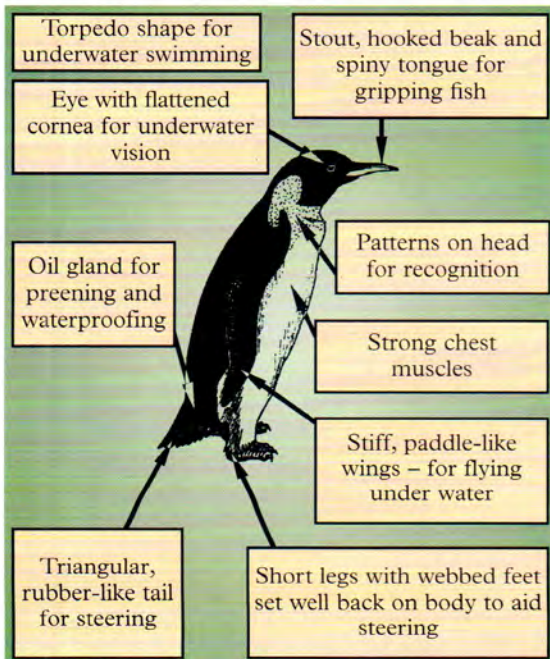 Torpedo shape for
underwater swimming
Stout, hooked beak and
spiny tongue for
gripping fish
Eye with flattened
cornea for underwater
vision
Patterns on head
for recognition
Oil gland for
preening and
waterproofing
Strong chest
muscles
Stiff, paddle-like
wings – for flying
under water
Triangular,
rubber-like tail
for steering
Short legs with webbed feet
set well back on body to aid
steering